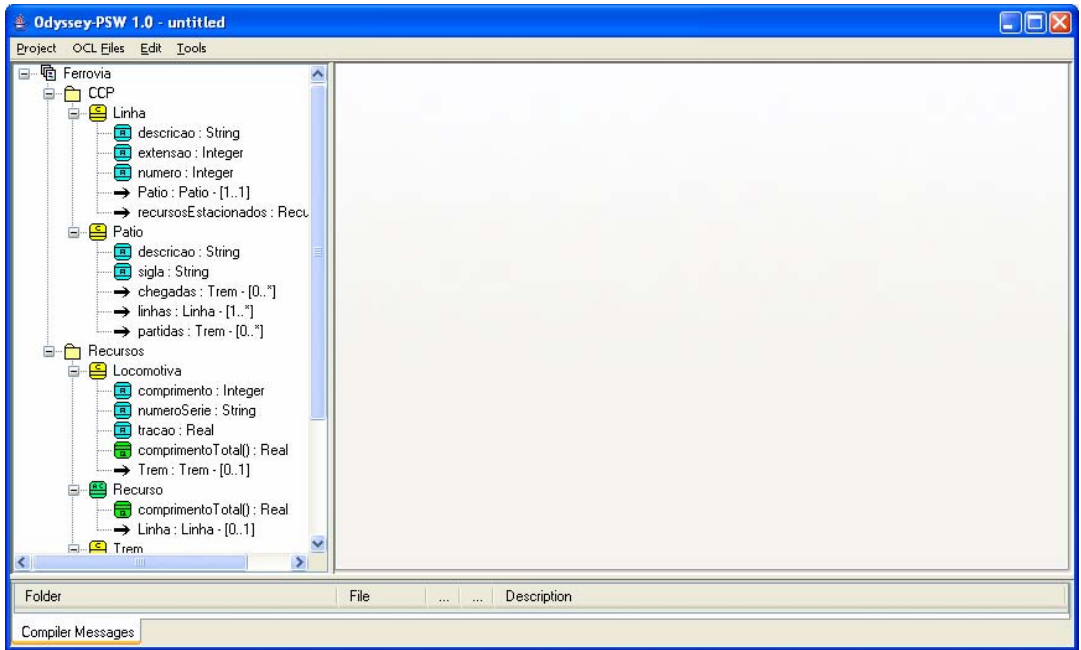 Odyssey-PSW 1.0 - untitled
Project OCL Files Edit Tools
Ferrovia
CCP
Linha
descricao : String
extensao : Integer
numero : Integer
Patio : Patio - [1..1]
recursosEstacionados : Recu
Patio
descricao : String
sigla : String
chegadas : Trem - [0..*]
linhas : Linha - [1..*]
partidas : Trem - [0..*]
Recursos
Locomotiva
comprimento : Integer
numeroSerie : String
tracao : Real
comprimentoTotal() : Real
Trem : Trem - [0..1]
Recurso
comprimentoTotal() : Real
Linha : Linha - [0..1]
Trem
Folder File ... ... Description
Compiler Messages